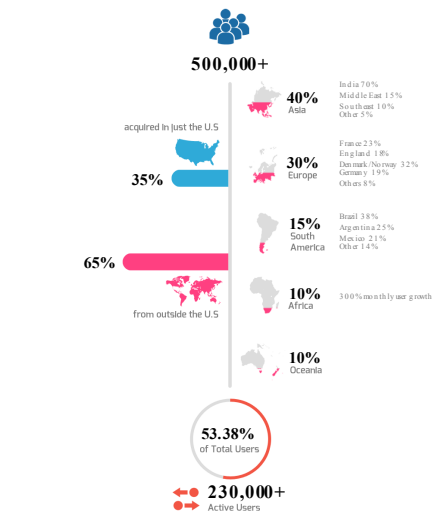 500,000+
acquired in just the U.S
35%
65%
from outside the U.S
40%
Asia
India 70%
Middle East 15%
Southeast 10%
Other 5%
30%
Europe
France 23%
England 18%
Denmark/Norway 32%
Germany 19%
Others 8%
15%
South
America
Brasil 38%
Argentina 25%
Mexico 21%
Other 14%
10%
Africa
300% monthly user growth
10%
Oceania
53.38%
of Total Users
230,000+
Active Users